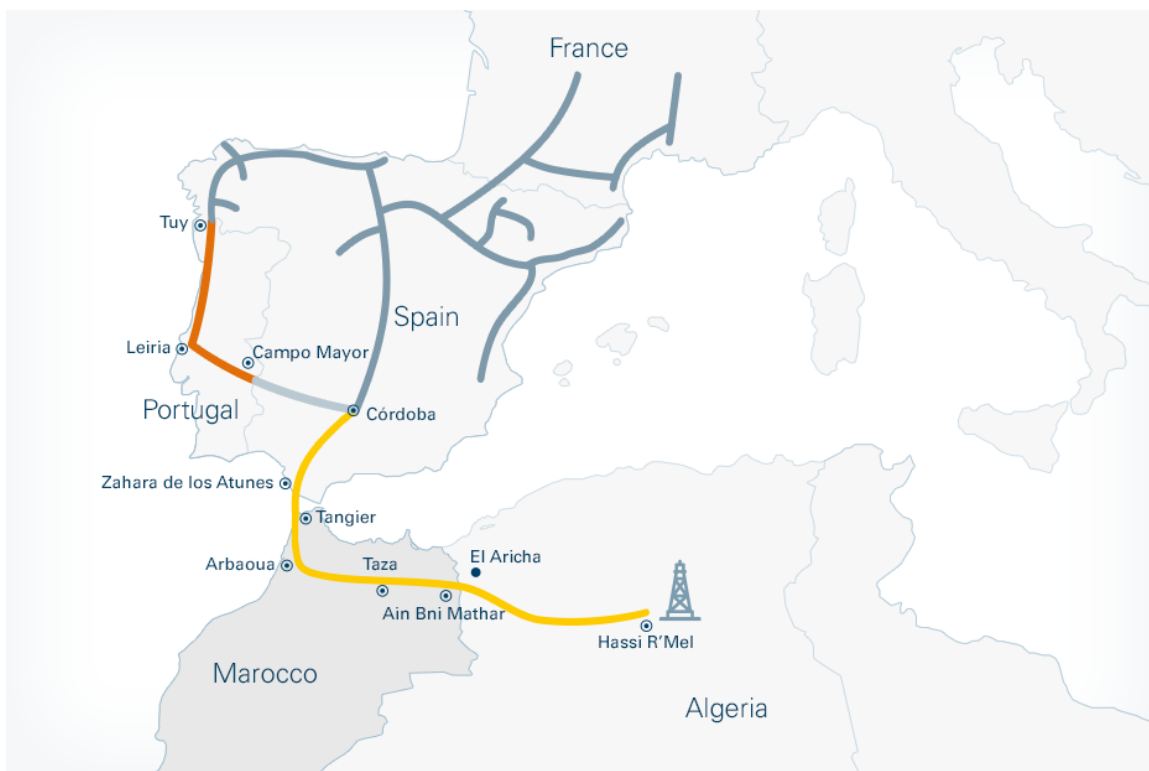 France
Tuy
Spain
Leiria
Campo Mayor
Portugal
Córdoba
Zahara de los Atunes
Tangier
El Aricha
Arbaoua
Taza
Ain Bni Mathar
Hassi R'Mel
Marocco
Algeria